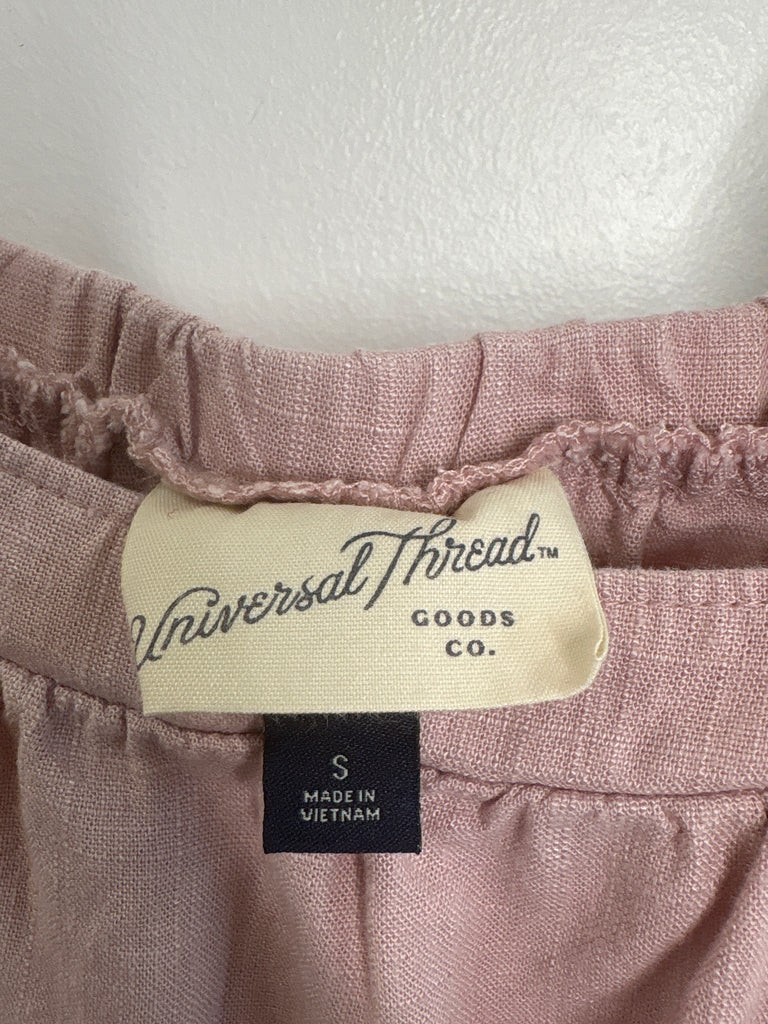 Universal Thread™
GOODS
CO.
S
MADE IN
VIETNAM